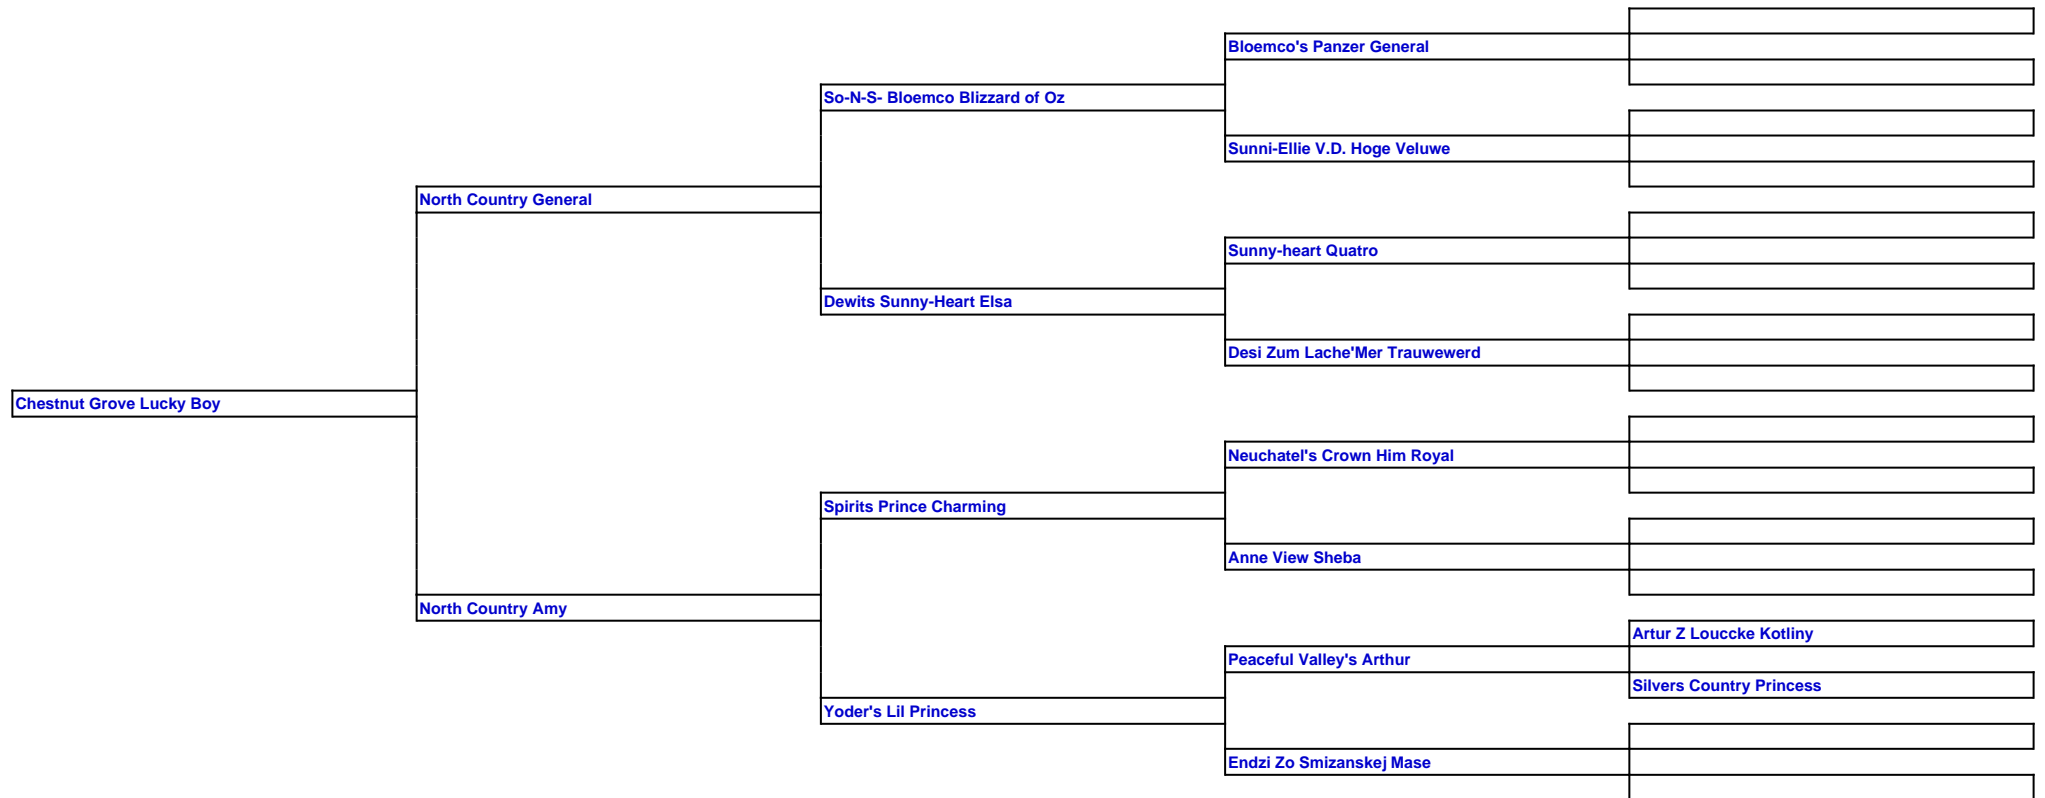 Bloemco's Panzer General
So-N-S- Bloemco Blizzard of Oz
Sunni-Ellie V.D. Hoge Veluwe
North Country General
Sunny-heart Quatro
Dewits Sunny-Heart Elsa
Desi Zum Lache'Mer Trauwewerd
Chestnut Grove Lucky Boy
Neuchatel's Crown Him Royal
Spirits Prince Charming
Anne View Sheba
North Country Amy
Artur Z Louccke Kotliny
Peaceful Valley's Arthur
Silvers Country Princess
Yoder's Lil Princess
Endzi Zo Smizanskej Mase